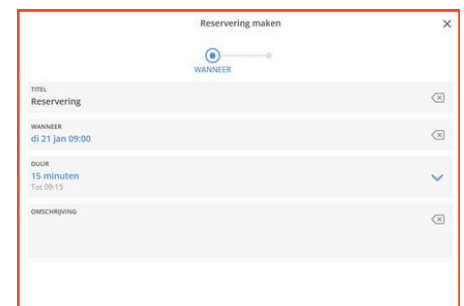 Reservering maken
WANNEER
TITEL
Reservering
WANNEER
di 21 jan 09:00
DUUR
15 minuten
Tot 09:15
OMSCHRIJVING